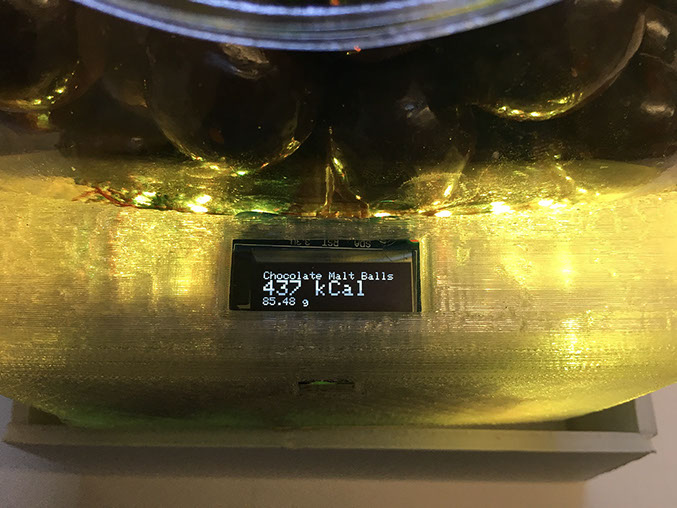 Chocolate Malt Balls
437 kCal
85.48 g